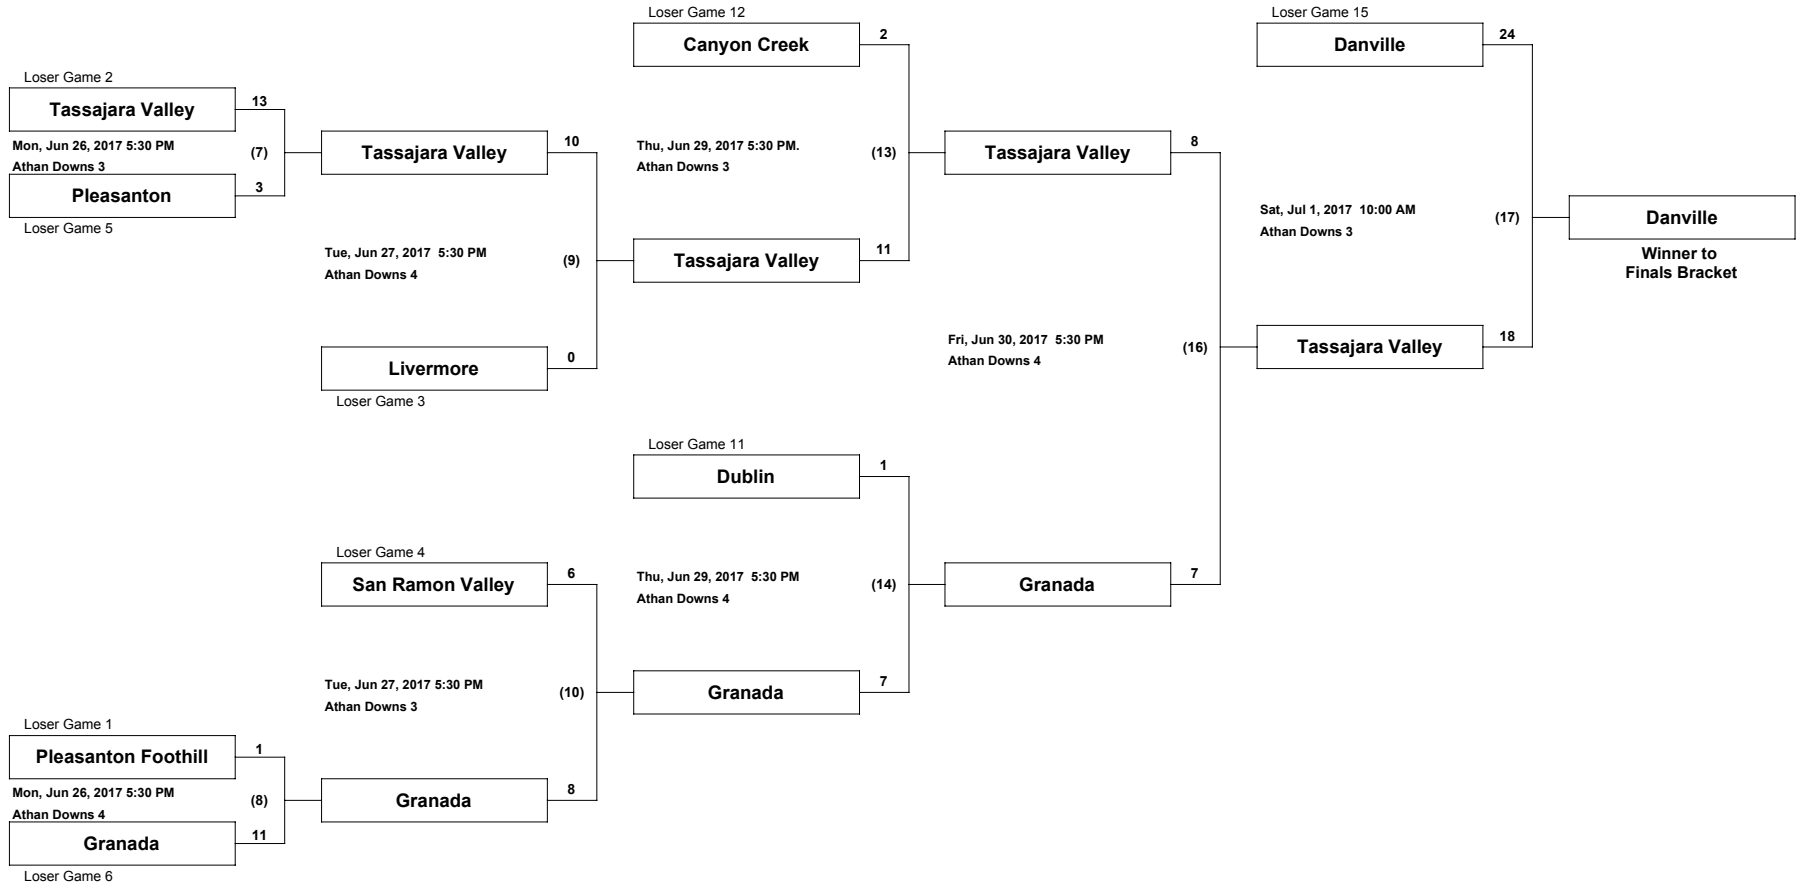 Loser Game 12
Canyon Creek
2
Loser Game 15
Danville
24
Loser Game 2
Tassajara Valley
13
Mon, Jun 26, 2017 5:30 PM
Athan Downs 3
(7)
Pleasanton
3
Loser Game 5
Tassajara Valley
10
Tue, Jun 27, 2017 5:30 PM
Athan Downs 4
(9)
Livermore
0
Loser Game 3
Thu, Jun 29, 2017 5:30 PM.
Athan Downs 3
(13)
Tassajara Valley
11
Tassajara Valley
8
Sat, Jul 1, 2017 10:00 AM
Athan Downs 3
(17)
Danville
Winner to
Finals Bracket
Fri, Jun 30, 2017 5:30 PM
Athan Downs 4
(16)
Tassajara Valley
18
Loser Game 11
Dublin
1
Loser Game 4
San Ramon Valley
6
Thu, Jun 29, 2017 5:30 PM
Athan Downs 4
(14)
Granada
7
Tue, Jun 27, 2017 5:30 PM
Athan Downs 3
(10)
Granada
7
Loser Game 1
Pleasanton Foothill
1
Mon, Jun 26, 2017 5:30 PM
Athan Downs 4
(8)
Granada
8
Granada
11
Loser Game 6